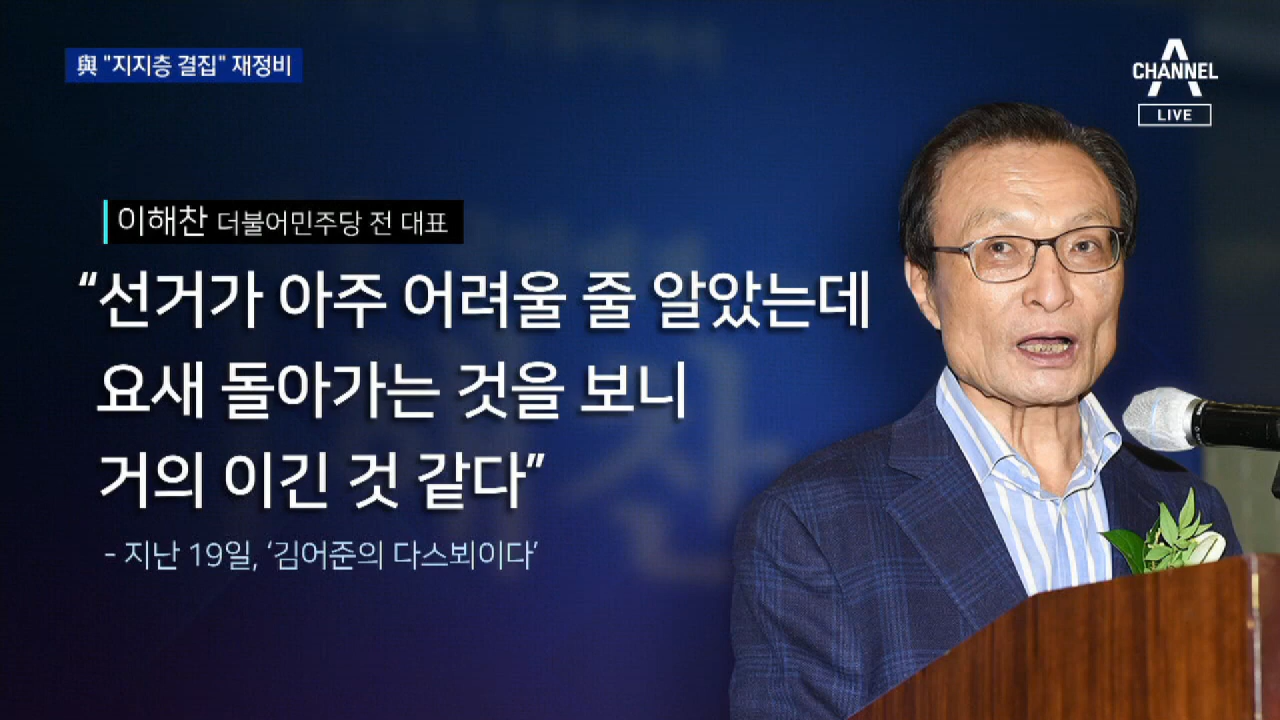 與 "지지층 결집" 재정비
CHANNEL A
LIVE
이해찬 더불어민주당 전 대표
“선거가 아주 어려울 줄 알았는데
요새 돌아가는 것을 보니
거의 이긴 것 같다”
- 지난 19일, ‘김어준의 다스뵈이다’